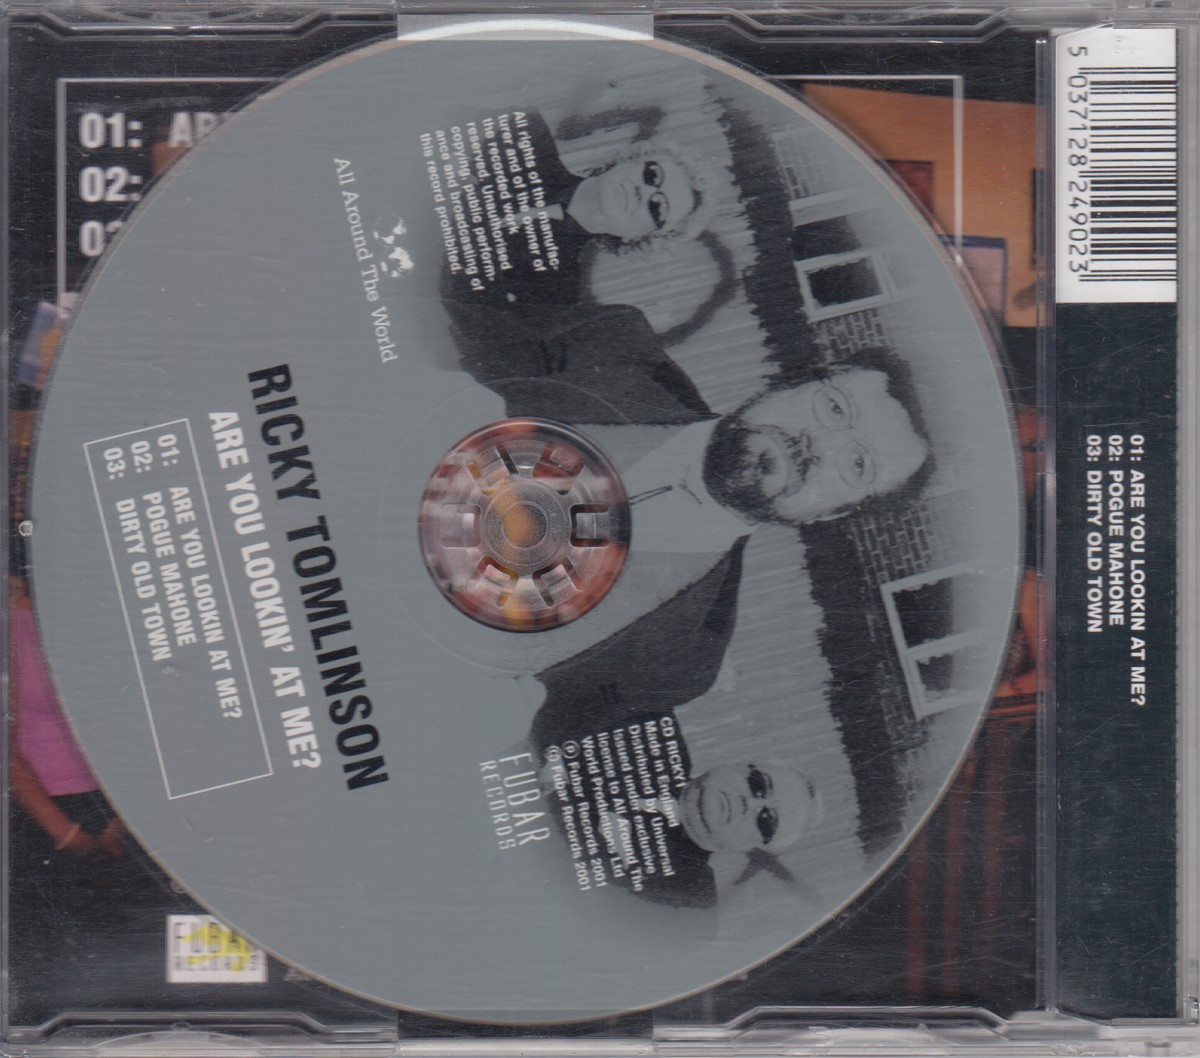 01: AR
02:
03
All rights of the manufac-
turer and of the owner of
the recorded work
reserved. Unauthorised
copying, public perform-
ance and broadcasting of
this record prohibited.
All Around The World
RICKY TOMLINSON
ARE YOU LOOKIN' AT ME?
01: ARE YOU LOOKIN AT ME?
02: POGUE MAHONE
03: DIRTY OLD TOWN
CD RICKY1
Made in England
Distributed by Universal
Issued under exclusive
license to All Around The
World Productions Ltd
℗ Fubar Records 2001
© Fubar Records 2001
FUBAR
RECORDS
FUBA
RECORDS
5 037128 249023
01: ARE YOU LOOKIN AT ME?
02: POGUE MAHONE
03: DIRTY OLD TOWN